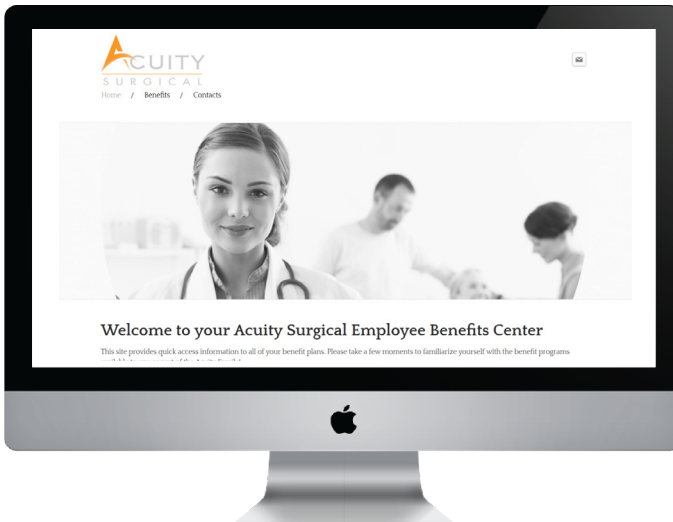 ACUITY
SURGICAL
Home / Benefits / Contacts
Welcome to your Acuity Surgical Employee Benefits Center
This site provides quick access information to all of your benefit plans. Please take a few moments to familiarize yourself with the benefit programs